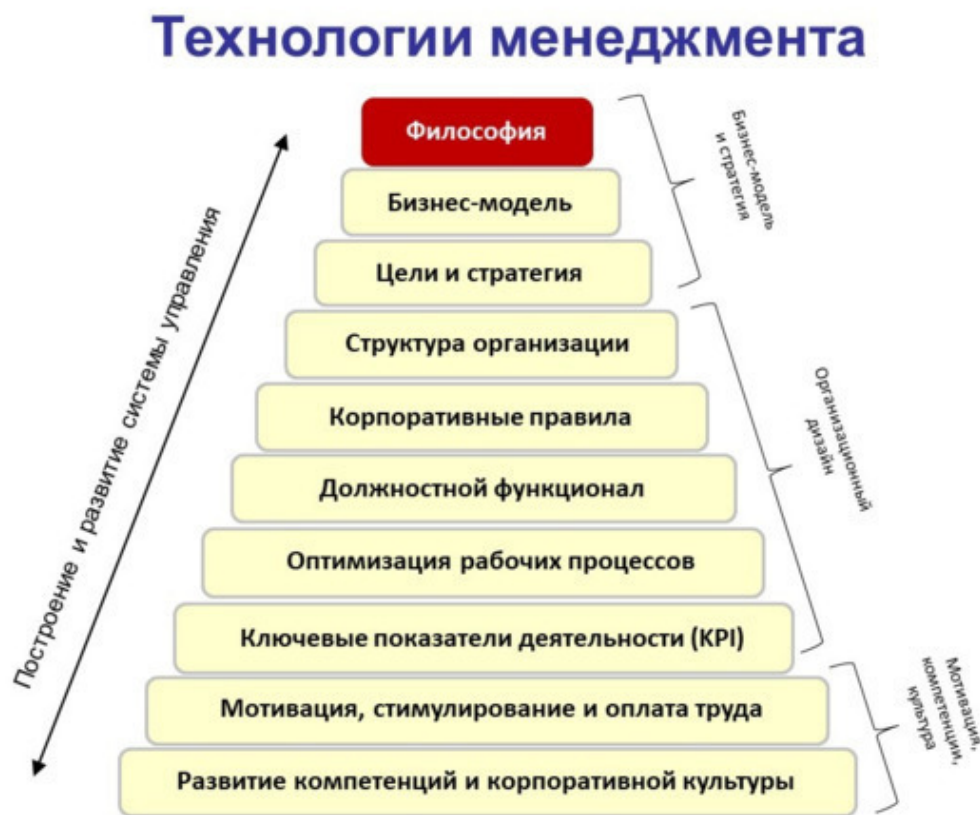 Технологии менеджмента
Философия
Бизнес-модель
Цели и стратегия
Структура организации
Корпоративные правила
Должностной функционал
Оптимизация рабочих процессов
Ключевые показатели деятельности (KPI)
Мотивация, стимулирование и оплата труда
Развитие компетенций и корпоративной культуры
Построение и развитие системы управления
Бизнес-модель
и стратегия
Организационный
дизайн
Мотивация,
компетенции,
культура